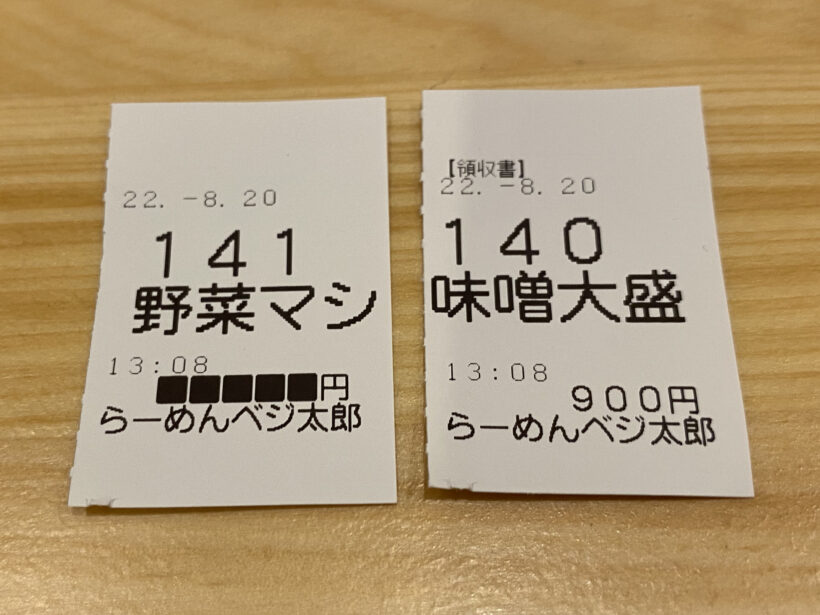 22.-8.20
141
野菜マシ
13:08
■■■■■円
らーめんベジ太郎
【領収書】
22.-8.20
140
味噌大盛
13:08
900円
らーめんベジ太郎